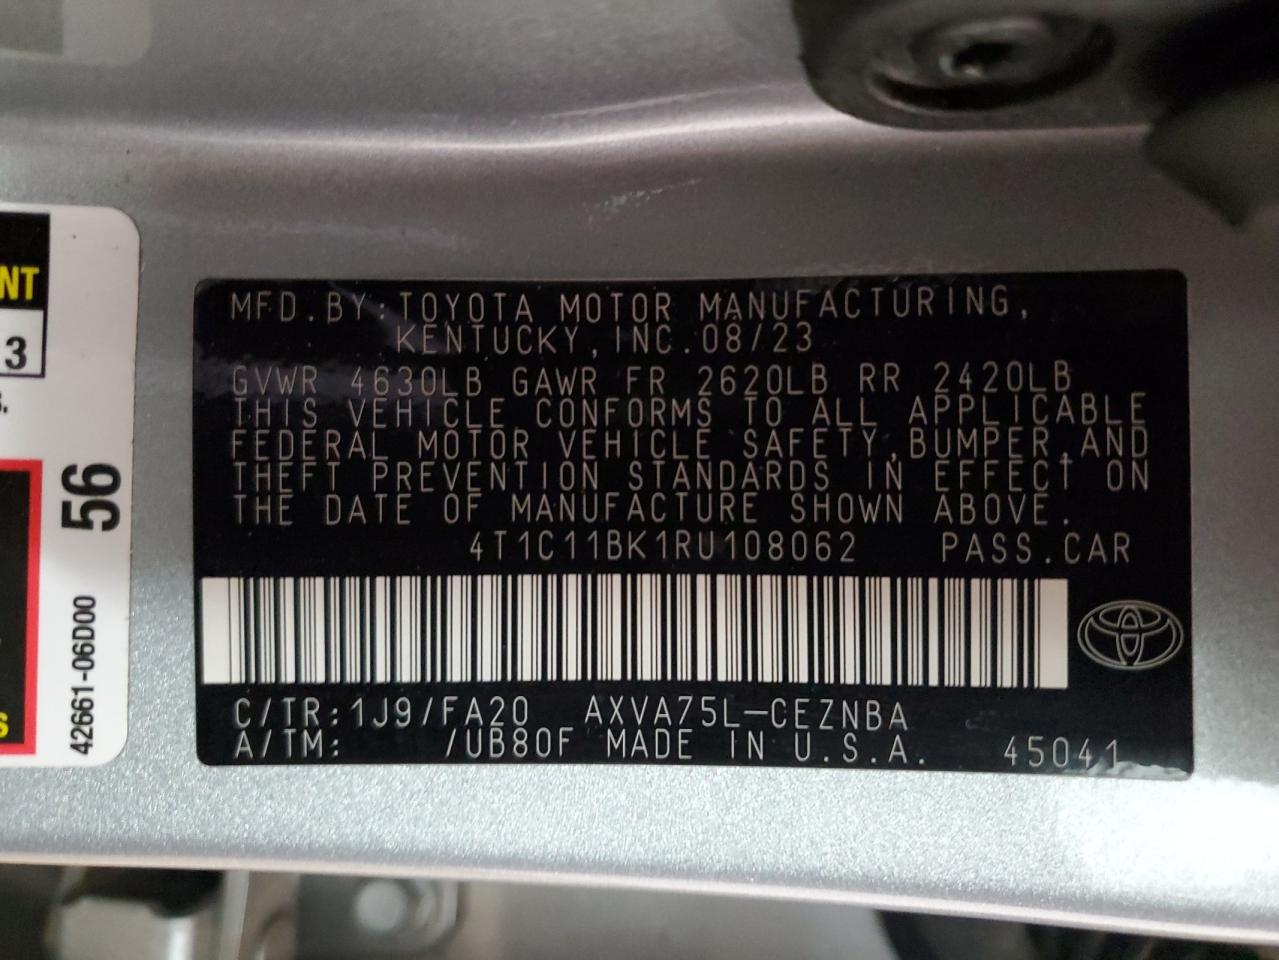 MFD.BY:TOYOTA MOTOR MANUFACTURING,
KENTUCKY,INC.08/23
GVWR 4630LB GAWR FR 2620LB RR 2420LB
THIS VEHICLE CONFORMS TO ALL APPLICABLE
FEDERAL MOTOR VEHICLE SAFETY,BUMPER,AND
THEFT PREVENTION STANDARDS IN EFFECT ON
THE DATE OF MANUFACTURE SHOWN ABOVE.
4T1C11BK1RU108062 PASS.CAR
C/TR:1J9/FA20 AXVA75L-CEZNBA
A/TM: /UB80F MADE IN U.S.A. 45041
NT
3
S
56
42661-06D00